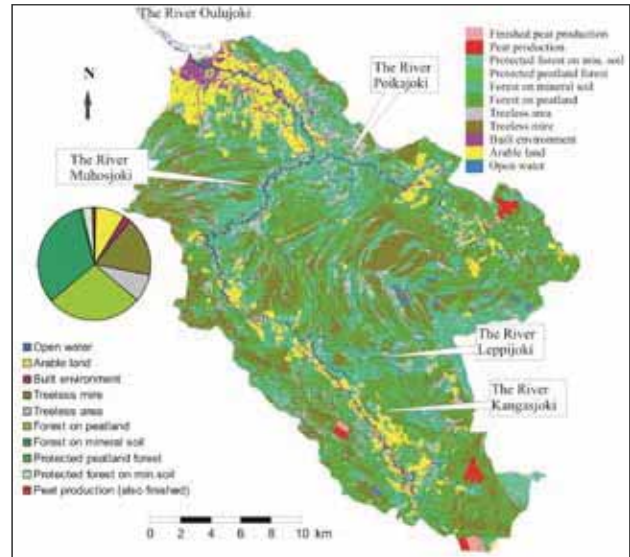 The River Oulujoki
N
The River
Poikajoki
The River
Muhosjoki
Finished peat production
Peat production
Protected forest on min. soil
Protected peatland forest
Forest on mineral soil
Forest on peatland
Treeless area
Treeless mire
Built environment
Arable land
Open water
The River
Leppijoki
The River
Kangasjoki
Open water
Arable land
Built environment
Treeless mire
Treeless area
Forest on peatland
Forest on mineral soil
Protected peatland forest
Protected forest on min.soil
Peat production (also finished)
0 2 4 6 8 10 km